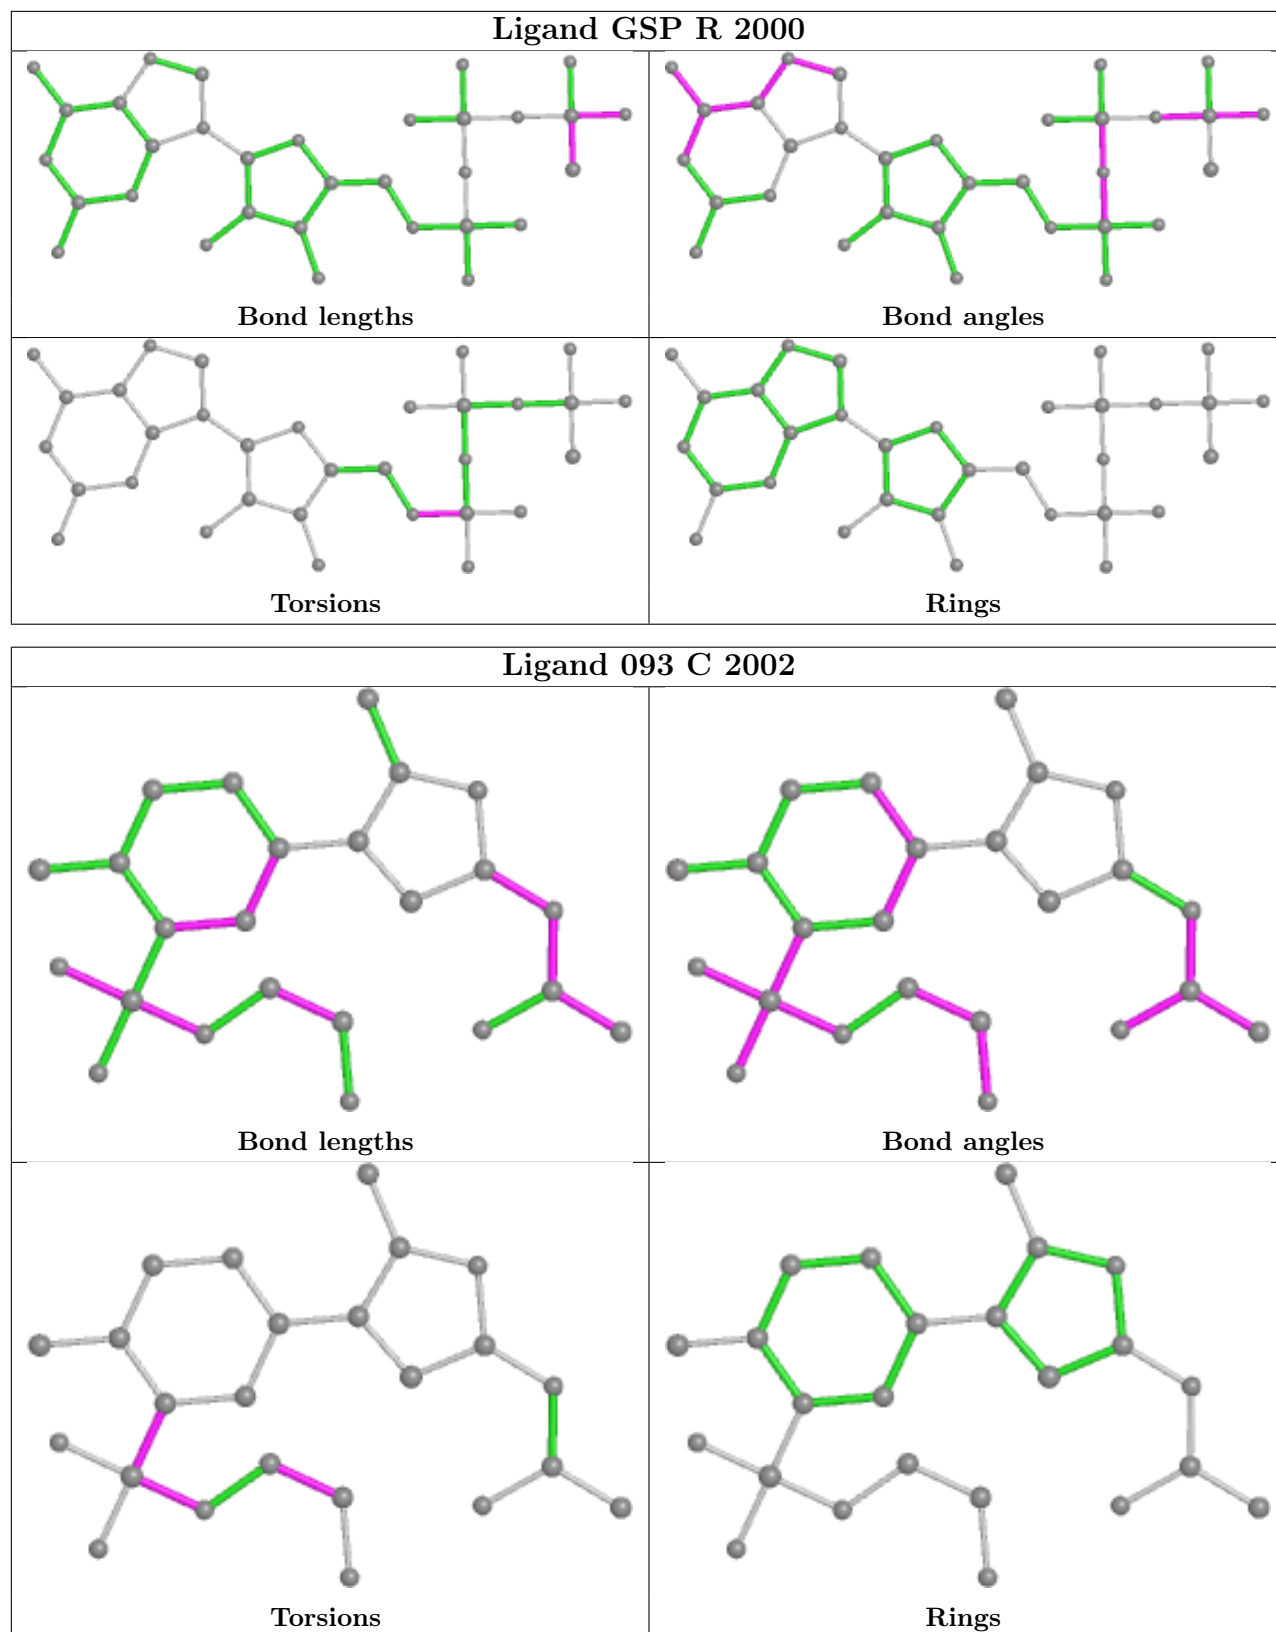 Ligand GSP R 2000
Bond lengths
Bond angles
Torsions
Rings
Ligand 093 C 2002
Bond lengths
Bond angles
Torsions
Rings